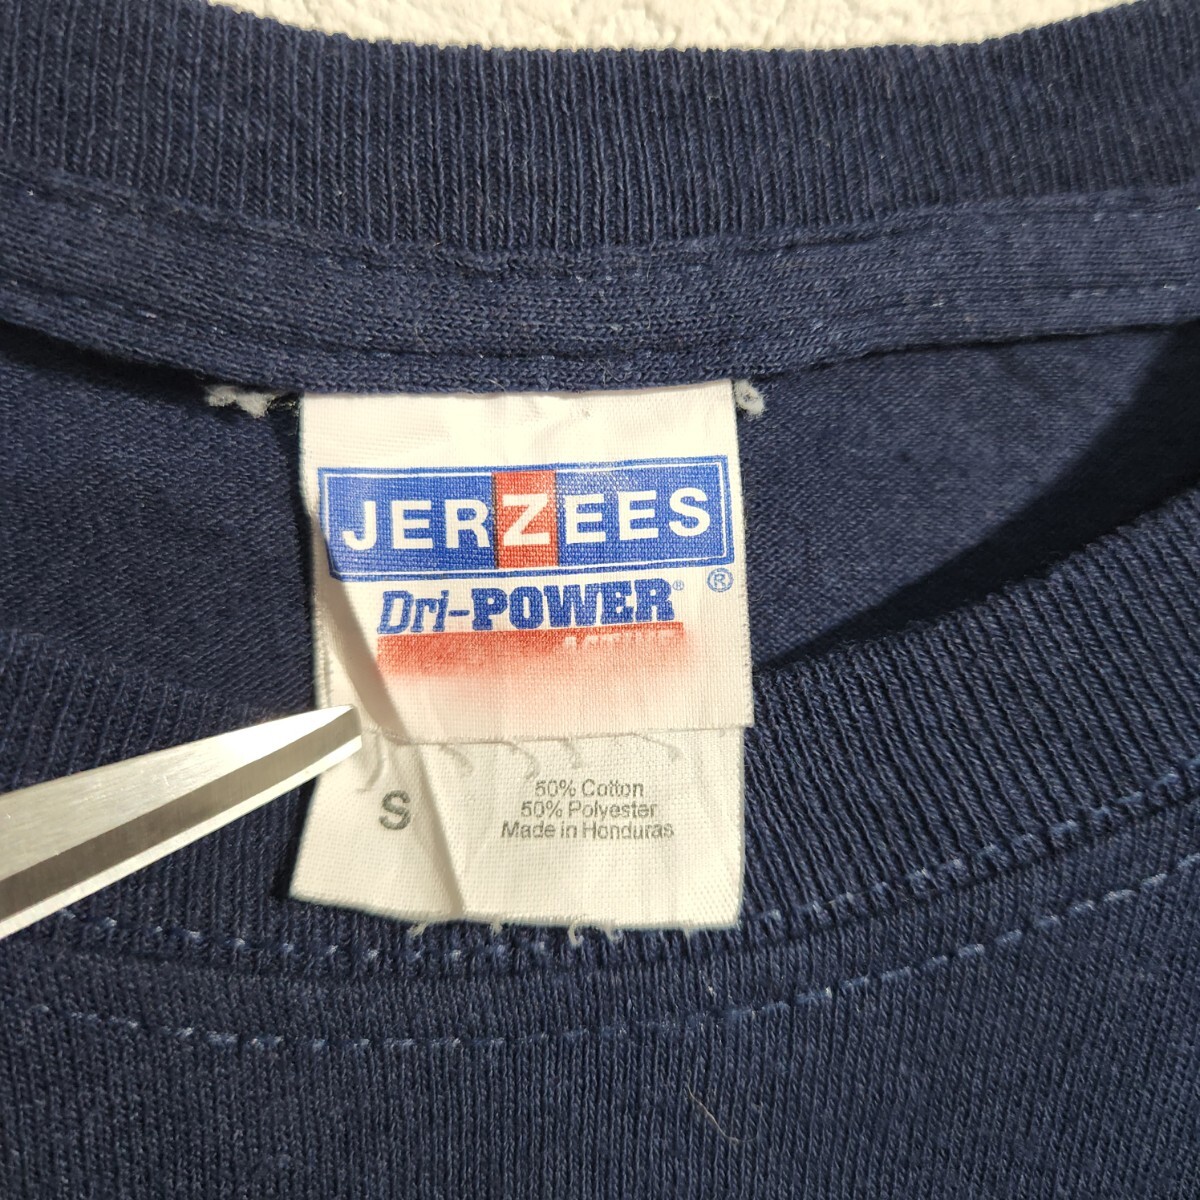 JERZEES
®
Dri-POWER®
S
50% Cotton
50% Polyester
Made in Honduras